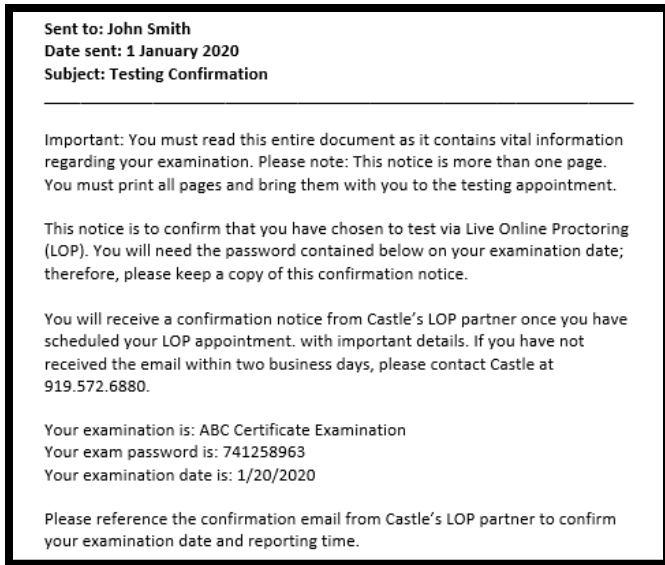 Sent to: John Smith
Date sent: 1 January 2020
Subject: Testing Confirmation
Important: You must read this entire document as it contains vital information
regarding your examination. Please note: This notice is more than one page.
You must print all pages and bring them with you to the testing appointment.
This notice is to confirm that you have chosen to test via Live Online Proctoring
(LOP). You will need the password contained below on your examination date;
therefore, please keep a copy of this confirmation notice.
You will receive a confirmation notice from Castle's LOP partner once you have
scheduled your LOP appointment. with important details. If you have not
received the email within two business days, please contact Castle at
919.572.6880.
Your examination is: ABC Certificate Examination
Your exam password is: 741258963
Your examination date is: 1/20/2020
Please reference the confirmation email from Castle's LOP partner to confirm
your examination date and reporting time.